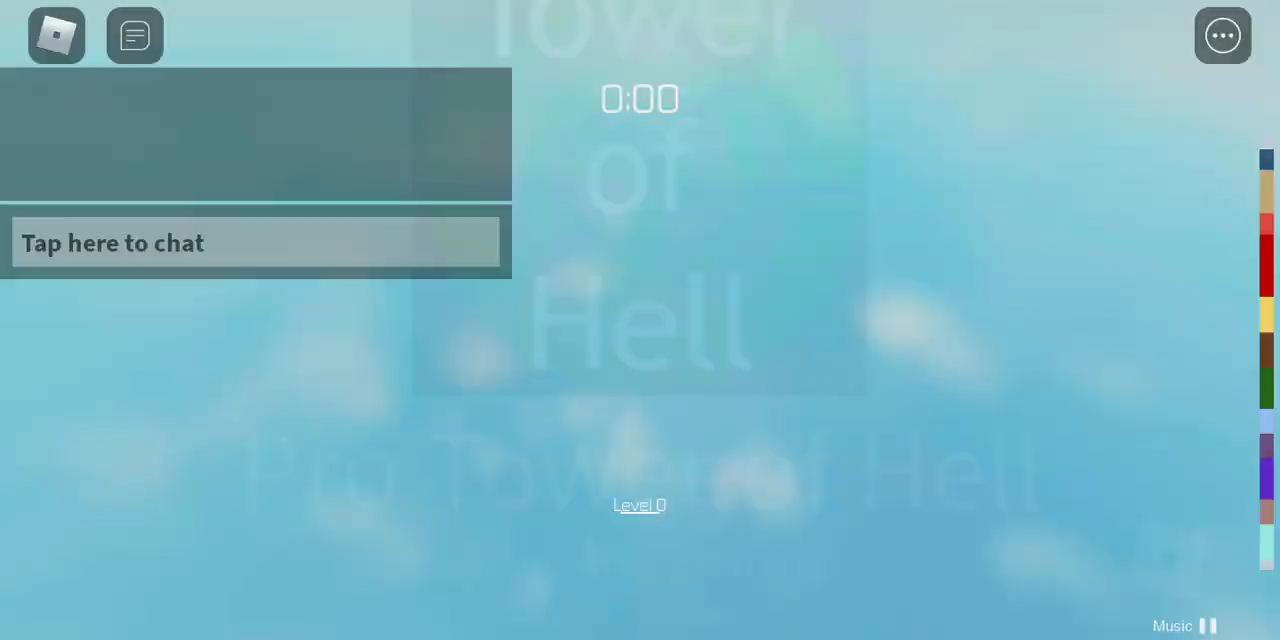 Tower
0:00
of
Tap here to chat
Hell
Pro Tower of Hell
Level 0
Music